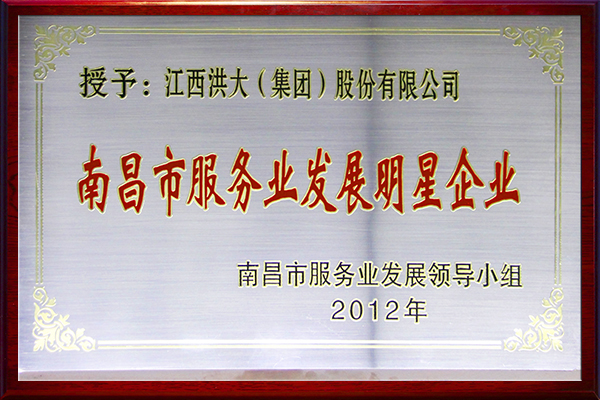 授予：江西洪大（集团）股份有限公司
南昌市服务业发展明星企业
南昌市服务业发展领导小组
2012年